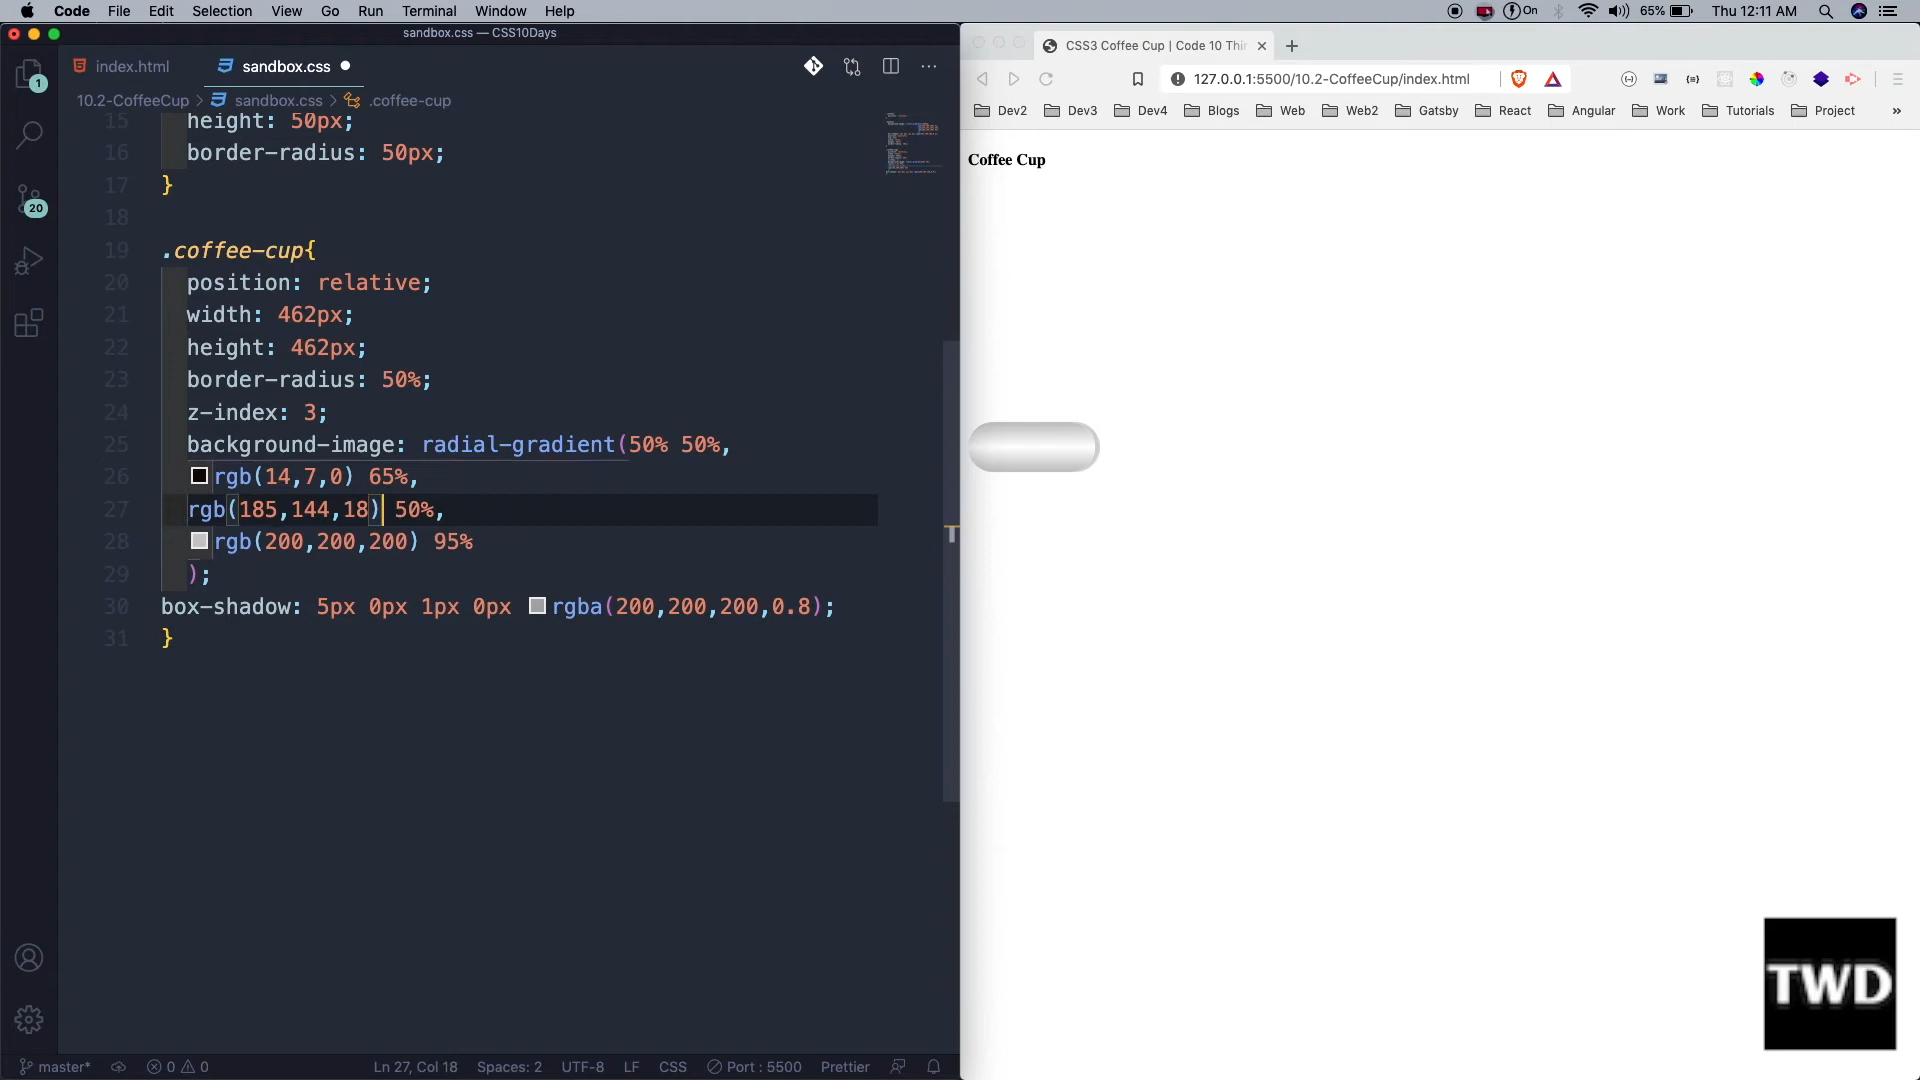 Code File Edit Selection View Go Run Terminal Window Help
On 65% Thu 12:11 AM
sandbox.css — CSS10Days
index.html sandbox.css
10.2-CoffeeCup > sandbox.css > .coffee-cup
15 height: 50px;
16 border-radius: 50px;
17 }
18
19 .coffee-cup{
20 position: relative;
21 width: 462px;
22 height: 462px;
23 border-radius: 50%;
24 z-index: 3;
25 background-image: radial-gradient(50% 50%,
26 rgb(14,7,0) 65%,
27 rgb(185,144,18) 50%,
28 rgb(200,200,200) 95%
29 );
30 box-shadow: 5px 0px 1px 0px rgba(200,200,200,0.8);
31 }
1
20
master* 0 0 Ln 27, Col 18 Spaces: 2 UTF-8 LF CSS Port : 5500 Prettier
CSS3 Coffee Cup | Code 10 Thi
127.0.0.1:5500/10.2-CoffeeCup/index.html
Dev2 Dev3 Dev4 Blogs Web Web2 Gatsby React Angular Work Tutorials Project »
Coffee Cup
TWD